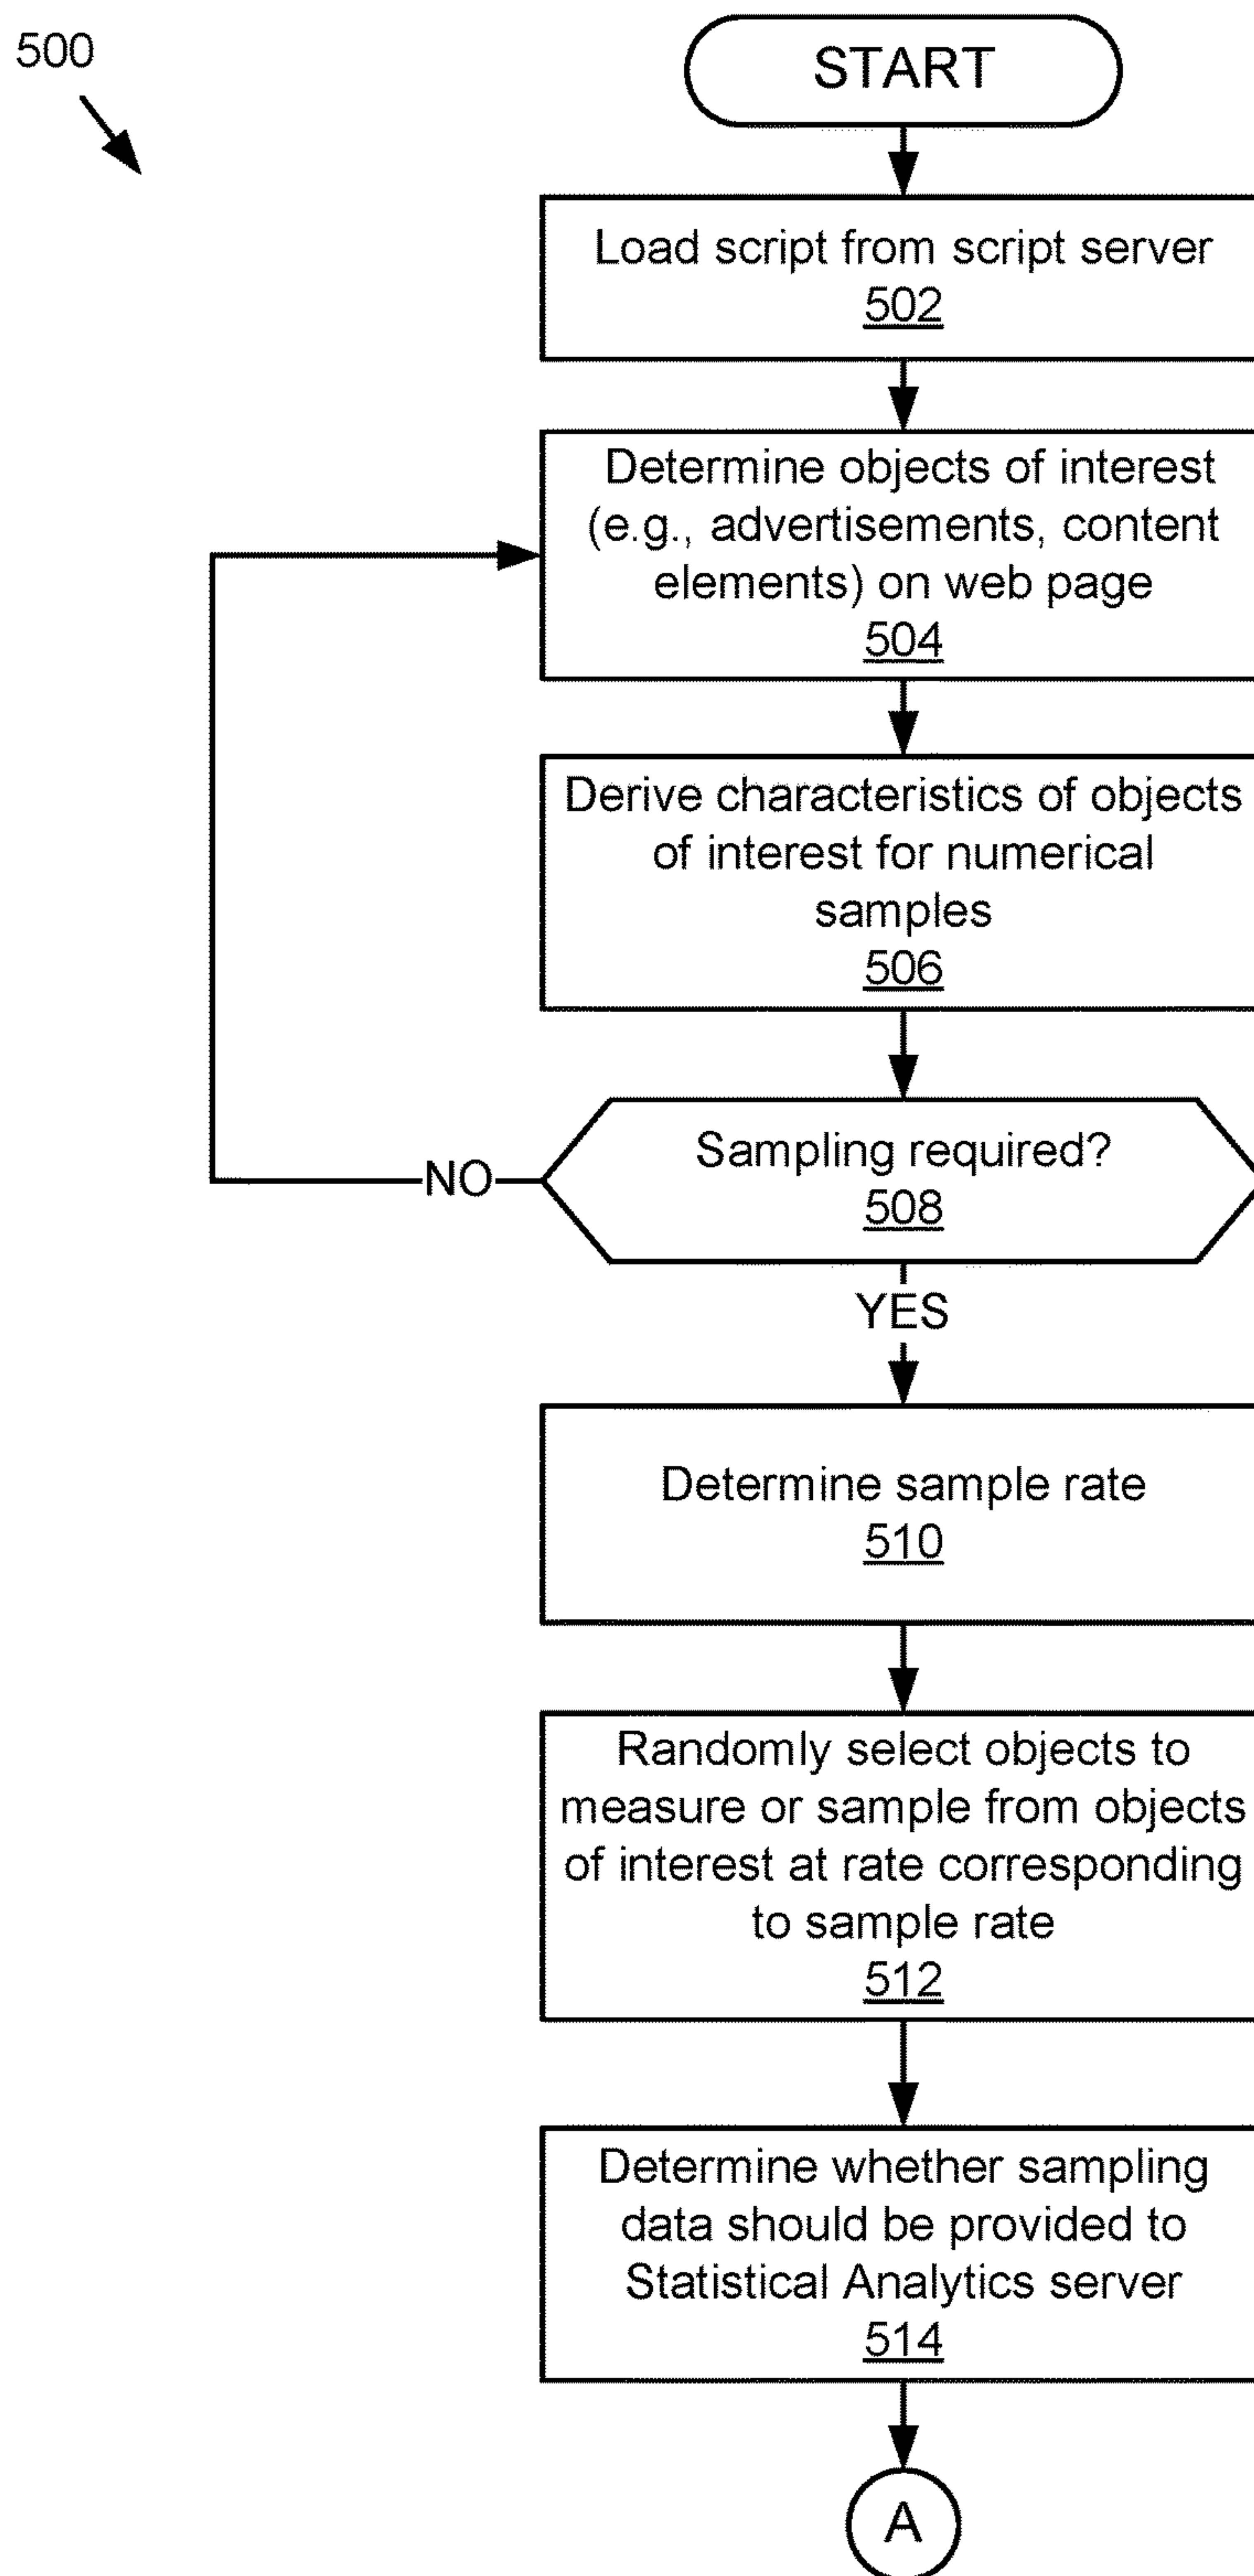 500
START
Load script from script server
502
Determine objects of interest
(e.g., advertisements, content
elements) on web page
504
Derive characteristics of objects
of interest for numerical
samples
506
Sampling required?
508
NO
YES
Determine sample rate
510
Randomly select objects to
measure or sample from objects
of interest at rate corresponding
to sample rate
512
Determine whether sampling
data should be provided to
Statistical Analytics server
514
A